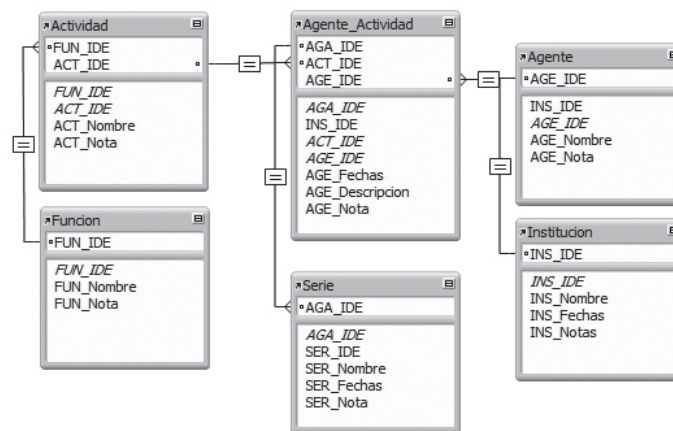 Actividad
FUN_IDE
ACT_IDE
FUN_IDE
ACT_IDE
ACT_Nombre
ACT_Nota
Funcion
FUN_IDE
FUN_IDE
FUN_Nombre
FUN_Nota
Agente_Actividad
AGA_IDE
ACT_IDE
AGE_IDE
AGA_IDE
INS_IDE
ACT_IDE
AGE_IDE
AGE_Fechas
AGE_Descripcion
AGE_Nota
Serie
AGA_IDE
AGA_IDE
SER_IDE
SER_Nombre
SER_Fechas
SER_Nota
Agente
AGE_IDE
INS_IDE
AGE_IDE
AGE_Nombre
AGE_Nota
Institucion
INS_IDE
INS_IDE
INS_Nombre
INS_Fechas
INS_Notas